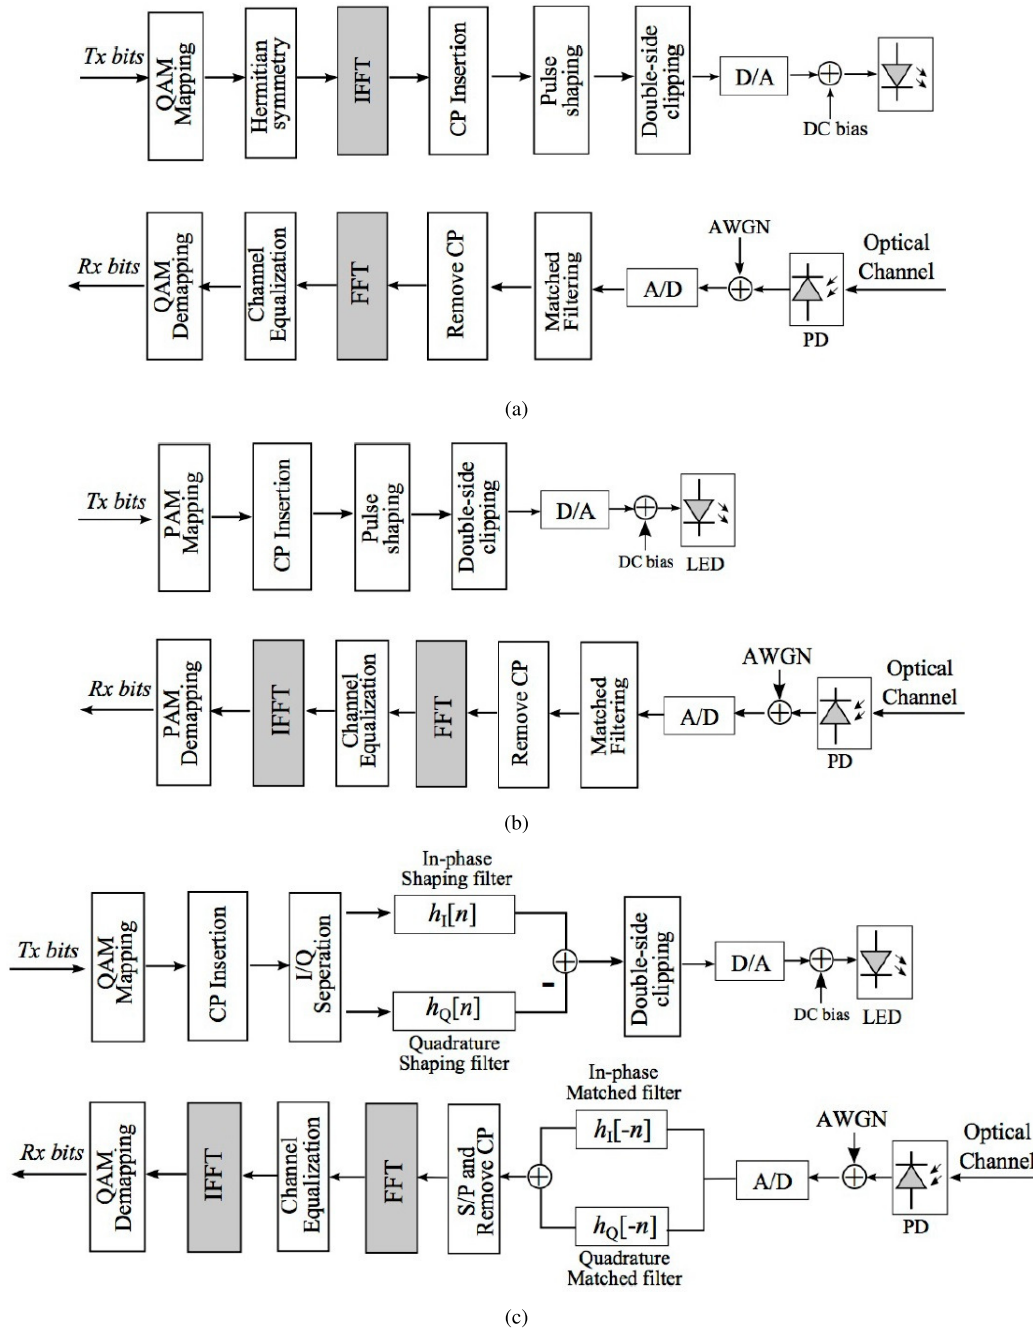 Tx bits
QAM
Mapping
Hermitian
symmetry
IFFT
CP Insertion
Pulse
shaping
Double-side
clipping
D/A
DC bias
Rx bits
QAM
Demapping
Channel
Equalization
FFT
Remove CP
Matched
Filtering
A/D
AWGN
PD
Optical
Channel
(a)
Tx bits
PAM
Mapping
CP Insertion
Pulse
shaping
Double-side
clipping
D/A
DC bias
LED
Rx bits
PAM
Demapping
IFFT
Channel
Equalization
FFT
Remove CP
Matched
Filtering
A/D
AWGN
PD
Optical
Channel
(b)
Tx bits
QAM
Mapping
CP Insertion
I/Q
Seperation
In-phase
Shaping filter
hI[n]
hQ[n]
Quadrature
Shaping filter
-
Double-side
clipping
D/A
DC bias
LED
Rx bits
QAM
Demapping
IFFT
Channel
Equalization
FFT
S/P and
Remove CP
In-phase
Matched filter
hI[-n]
hQ[-n]
Quadrature
Matched filter
A/D
AWGN
PD
Optical
Channel
(c)